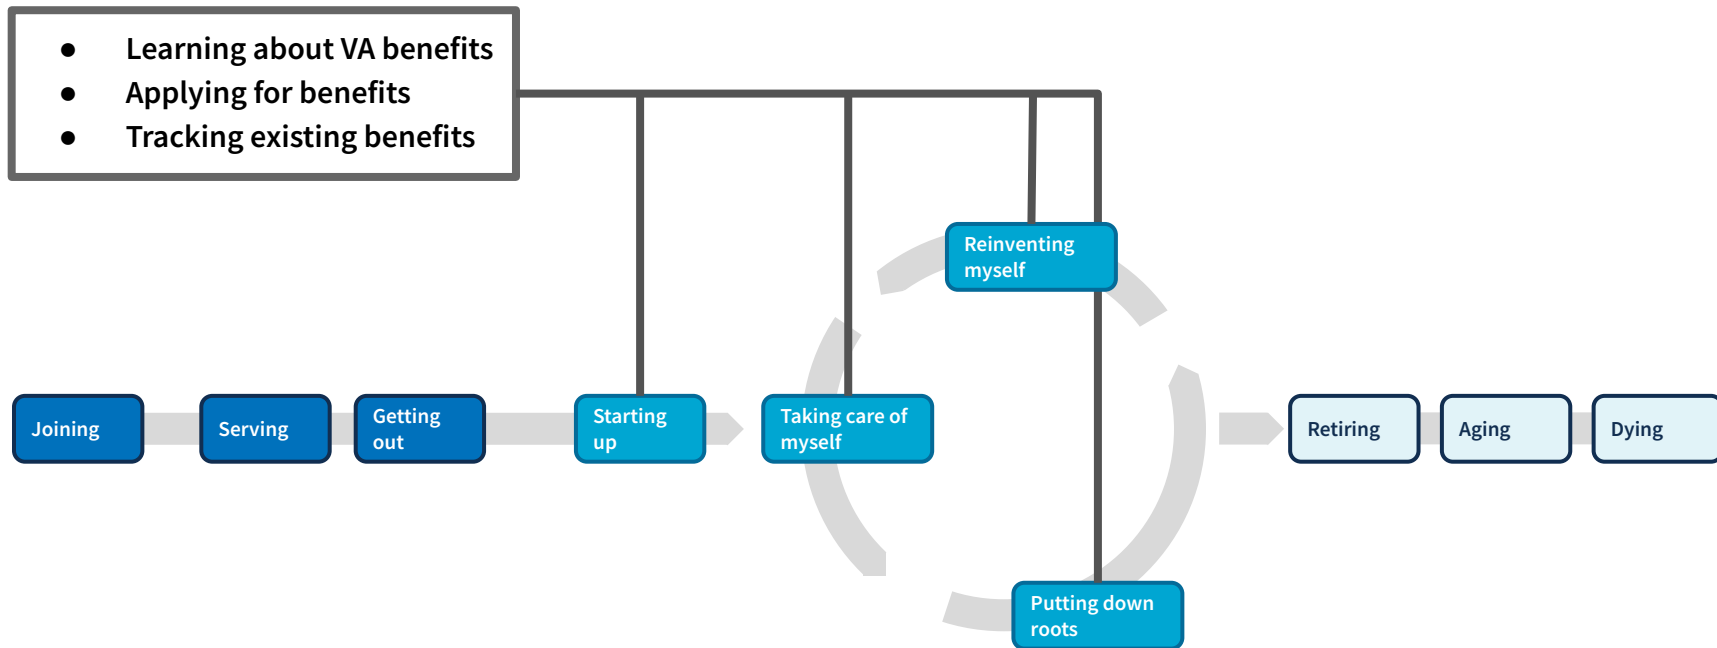 ● Learning about VA benefits
● Applying for benefits
● Tracking existing benefits
Reinventing
myself
Joining
Serving
Getting
out
Starting
up
Taking care of
myself
Retiring
Aging
Dying
Putting down
roots